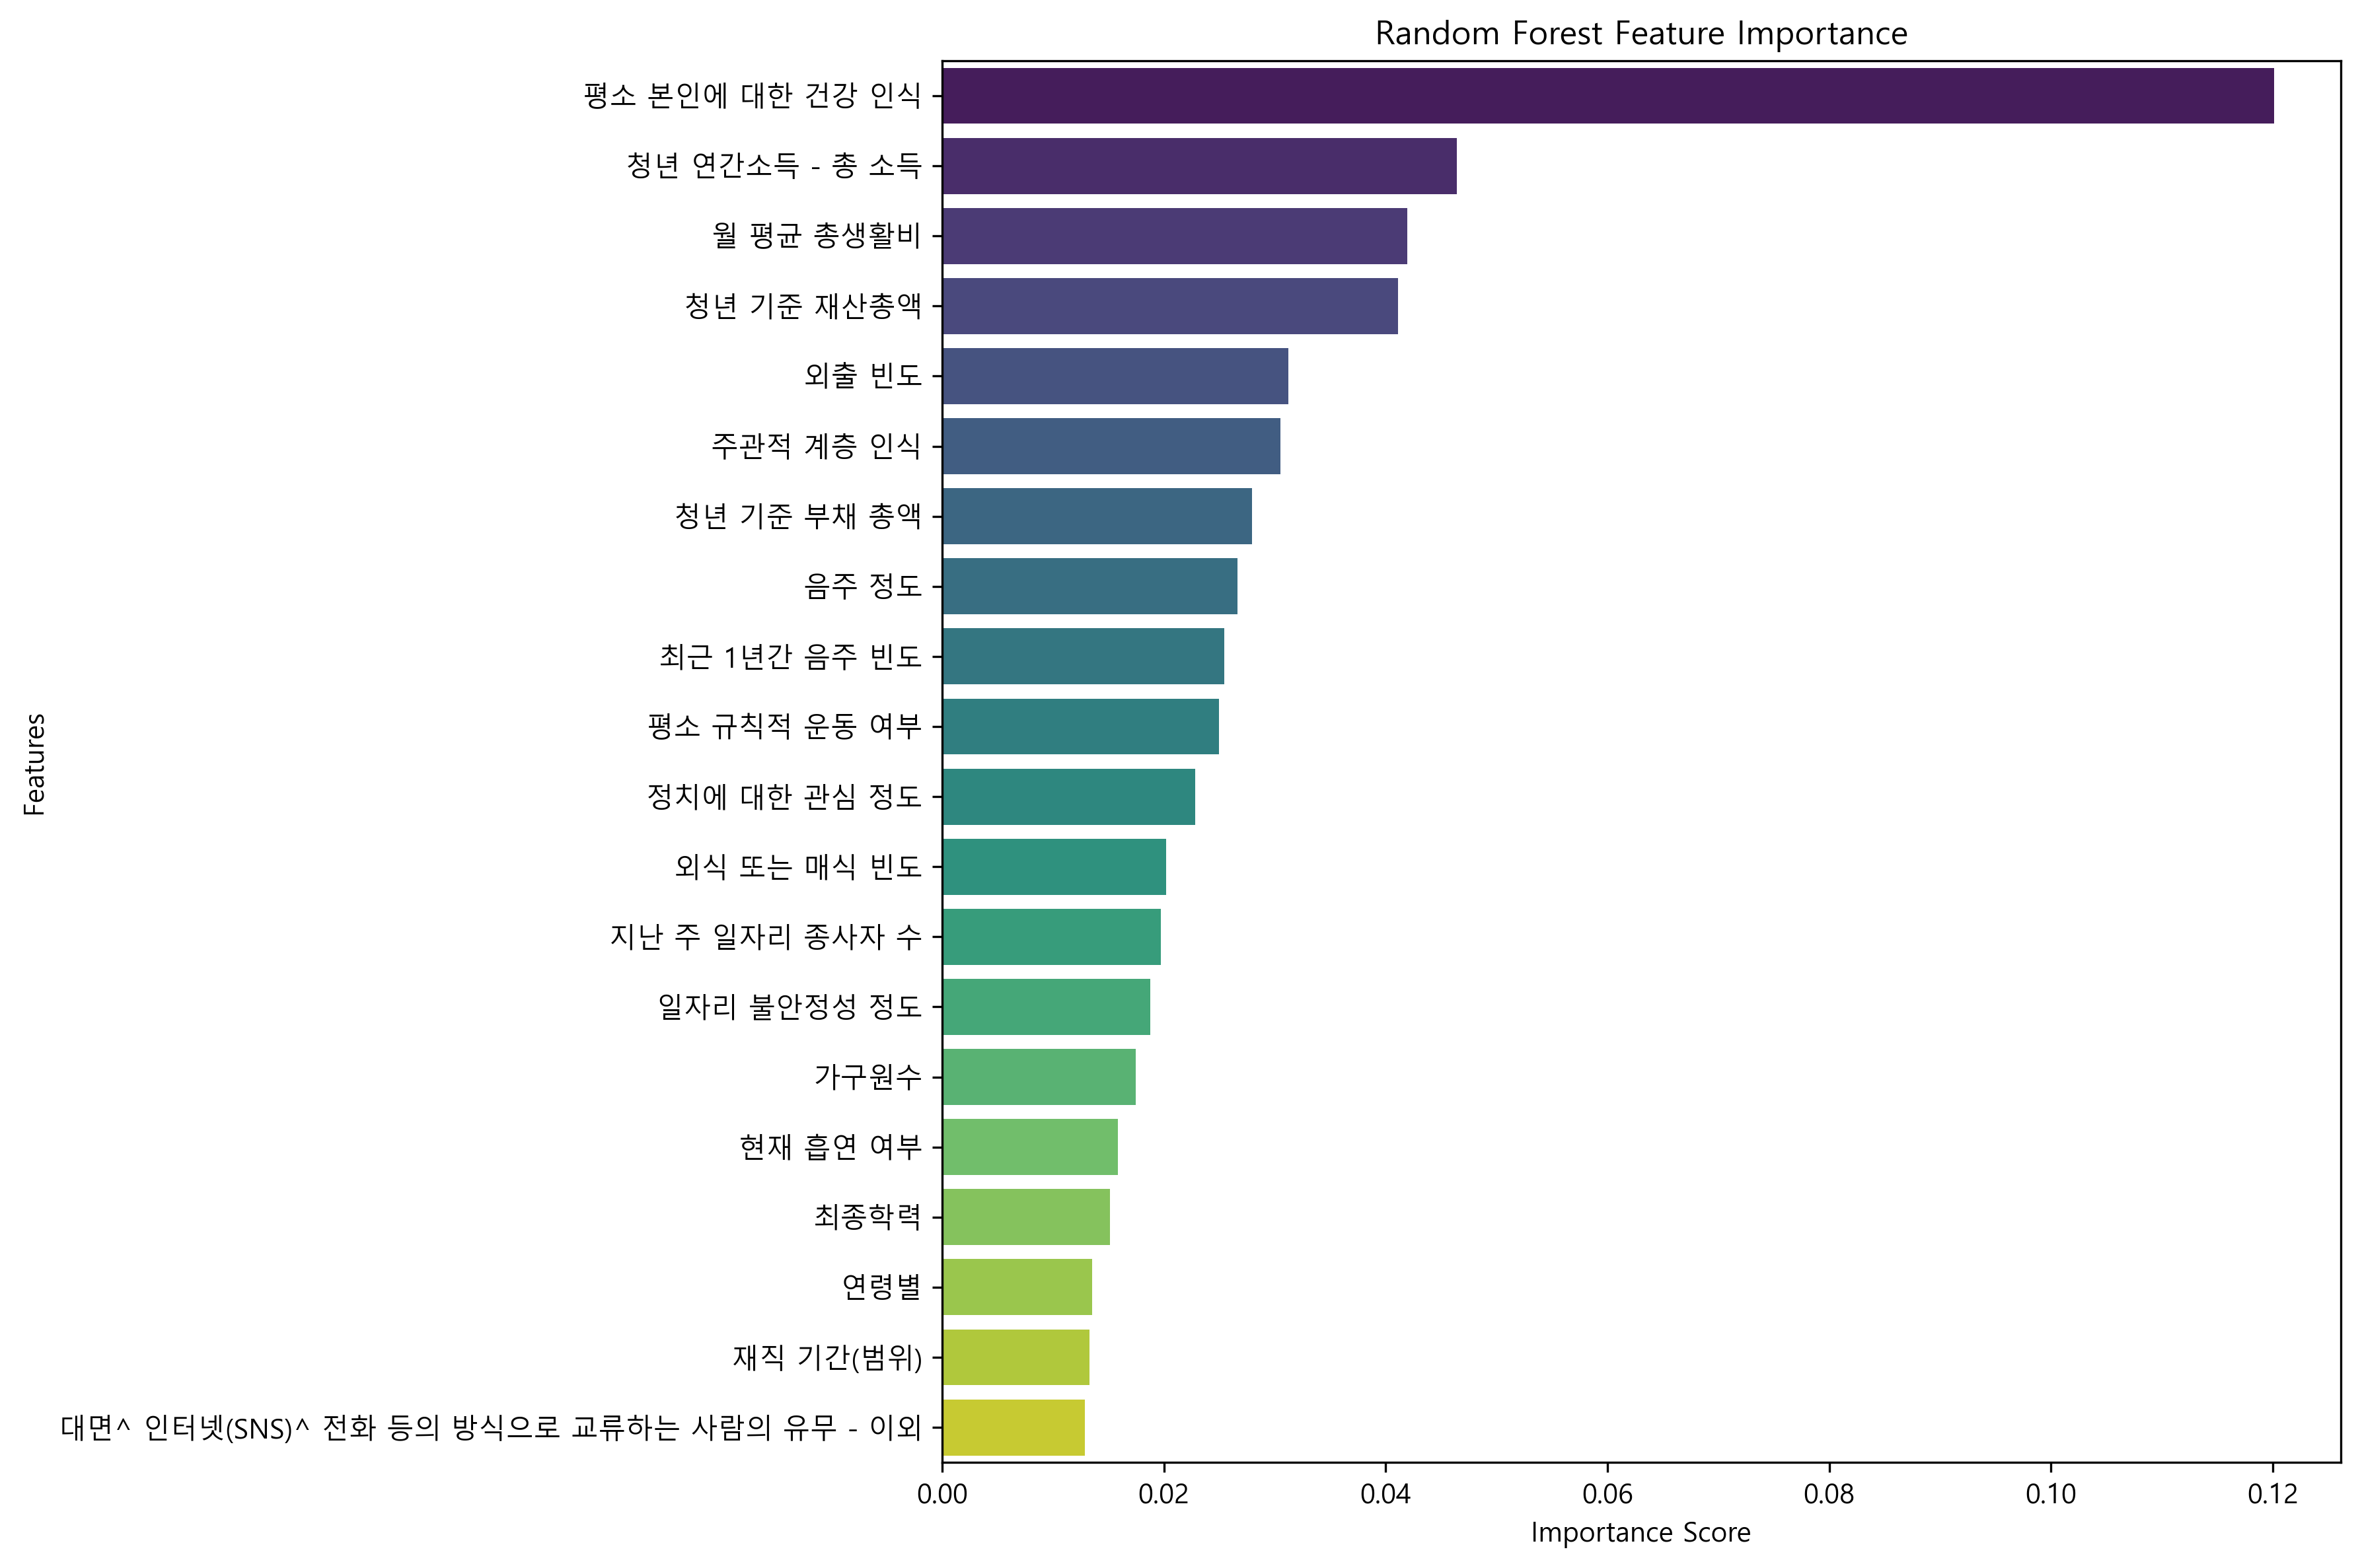 Random Forest Feature Importance
평소 본인에 대한 건강 인식
청년 연간소득 - 총 소득
월 평균 총생활비
청년 기준 재산총액
외출 빈도
주관적 계층 인식
청년 기준 부채 총액
음주 정도
최근 1년간 음주 빈도
평소 규칙적 운동 여부
정치에 대한 관심 정도
외식 또는 매식 빈도
지난 주 일자리 종사자 수
일자리 불안정성 정도
가구원수
현재 흡연 여부
최종학력
연령별
재직 기간(범위)
대면^ 인터넷(SNS)^ 전화 등의 방식으로 교류하는 사람의 유무 - 이외
Features
0.00 0.02 0.04 0.06 0.08 0.10 0.12
Importance Score